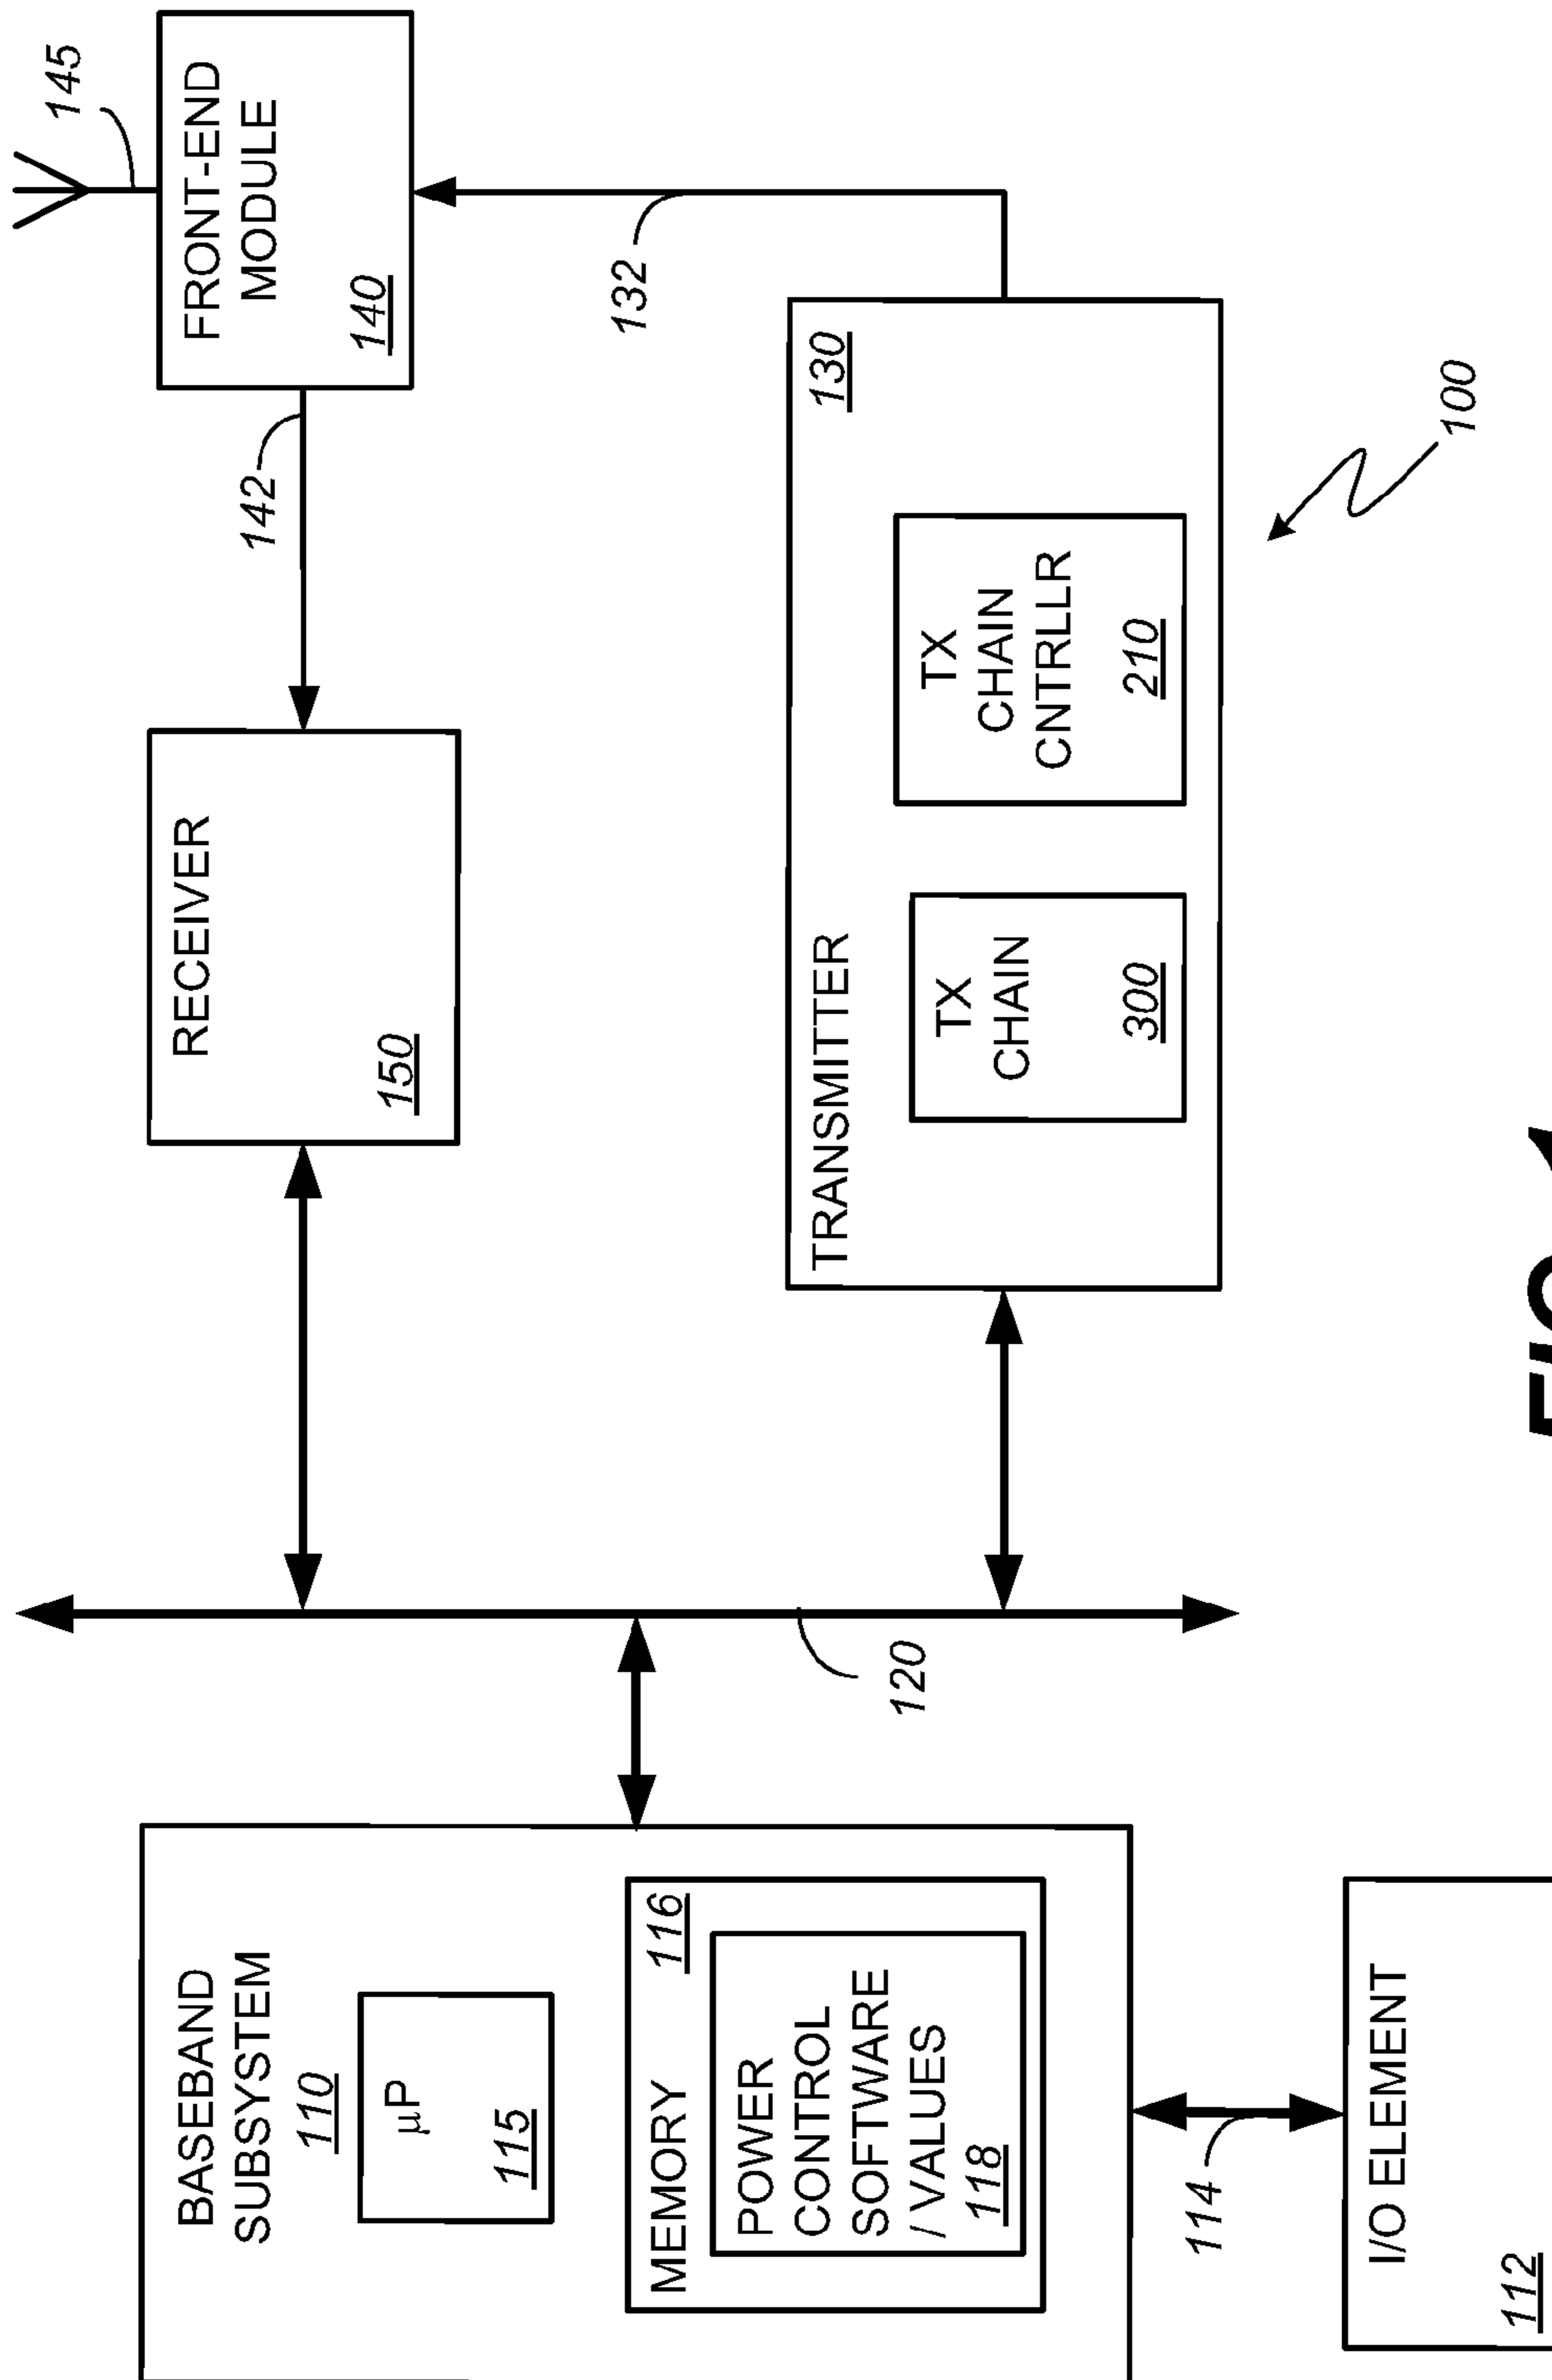 BASEBAND
SUBSYSTEM
110
µP
115
MEMORY
116
POWER
CONTROL
SOFTWARE
/ VALUES
118
114
I/O ELEMENT
112
120
RECEIVER
150
142
FRONT-END
MODULE
140
145
132
TRANSMITTER
130
TX
CHAIN
300
TX
CHAIN
CNTRLLR
210
100